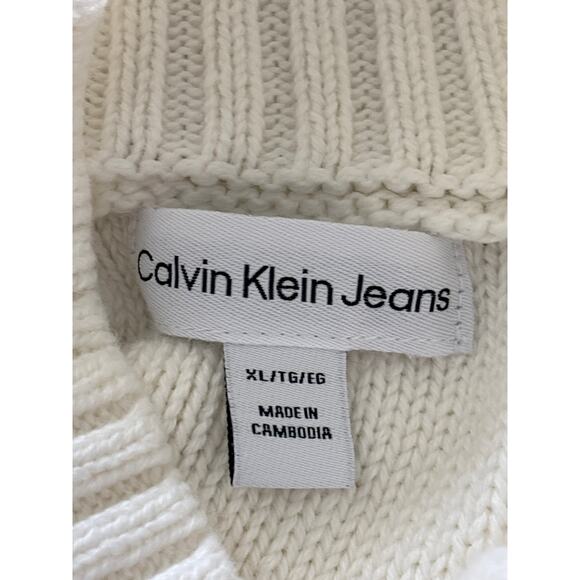 Calvin Klein Jeans
XL/TG/EG
MADE IN
CAMBODIA